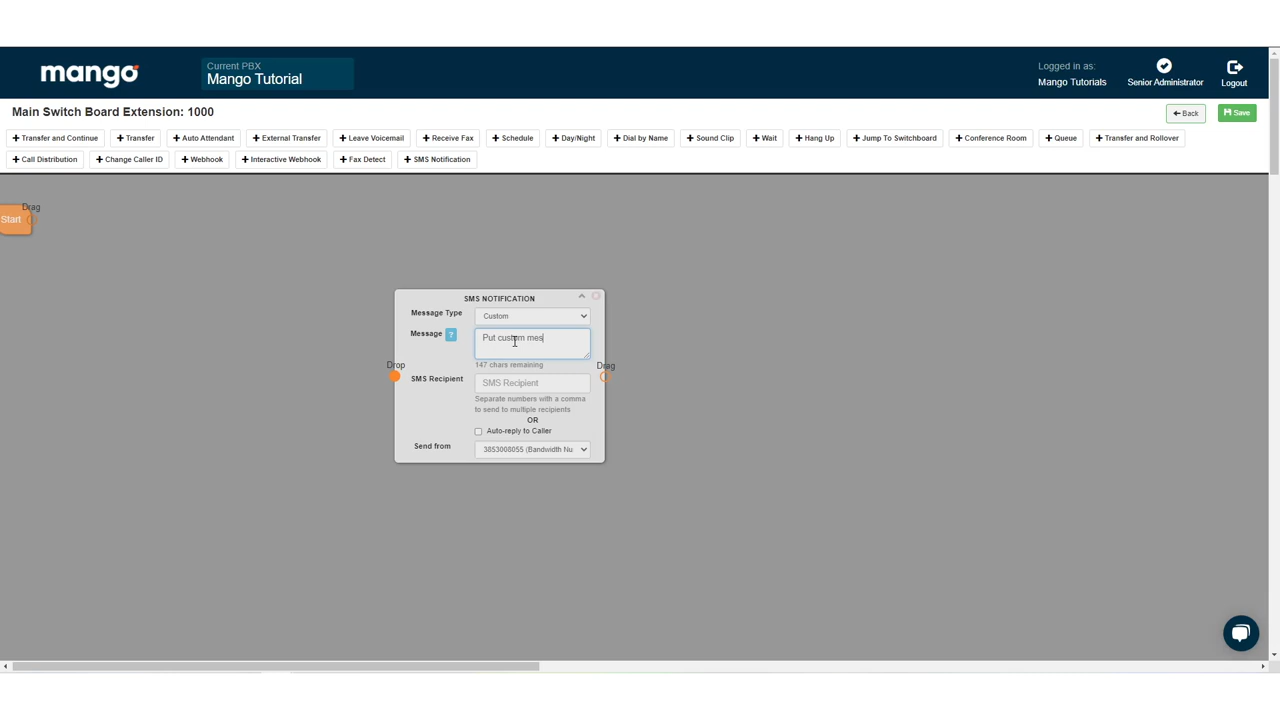 mango
Current PBX
Mango Tutorial
Logged in as:
Mango Tutorials
Senior Administrator
Logout
Main Switch Board Extension: 1000
Back
Save
Transfer and Continue
Transfer
Auto Attendant
External Transfer
Leave Voicemail
Receive Fax
Schedule
Day/Night
Dial by Name
Sound Clip
Wait
Hang Up
Jump To Switchboard
Conference Room
Queue
Transfer and Rollover
Call Distribution
Change Caller ID
Webhook
Interactive Webhook
Fax Detect
SMS Notification
Drag
Start
SMS NOTIFICATION
Message Type
Custom
Message ?
Put custom mes
147 chars remaining
Drop
Drag
SMS Recipient
SMS Recipient
Separate numbers with a comma
to send to multiple recipients
OR
Auto-reply to Caller
Send from
3853008055 (Bandwidth Nu